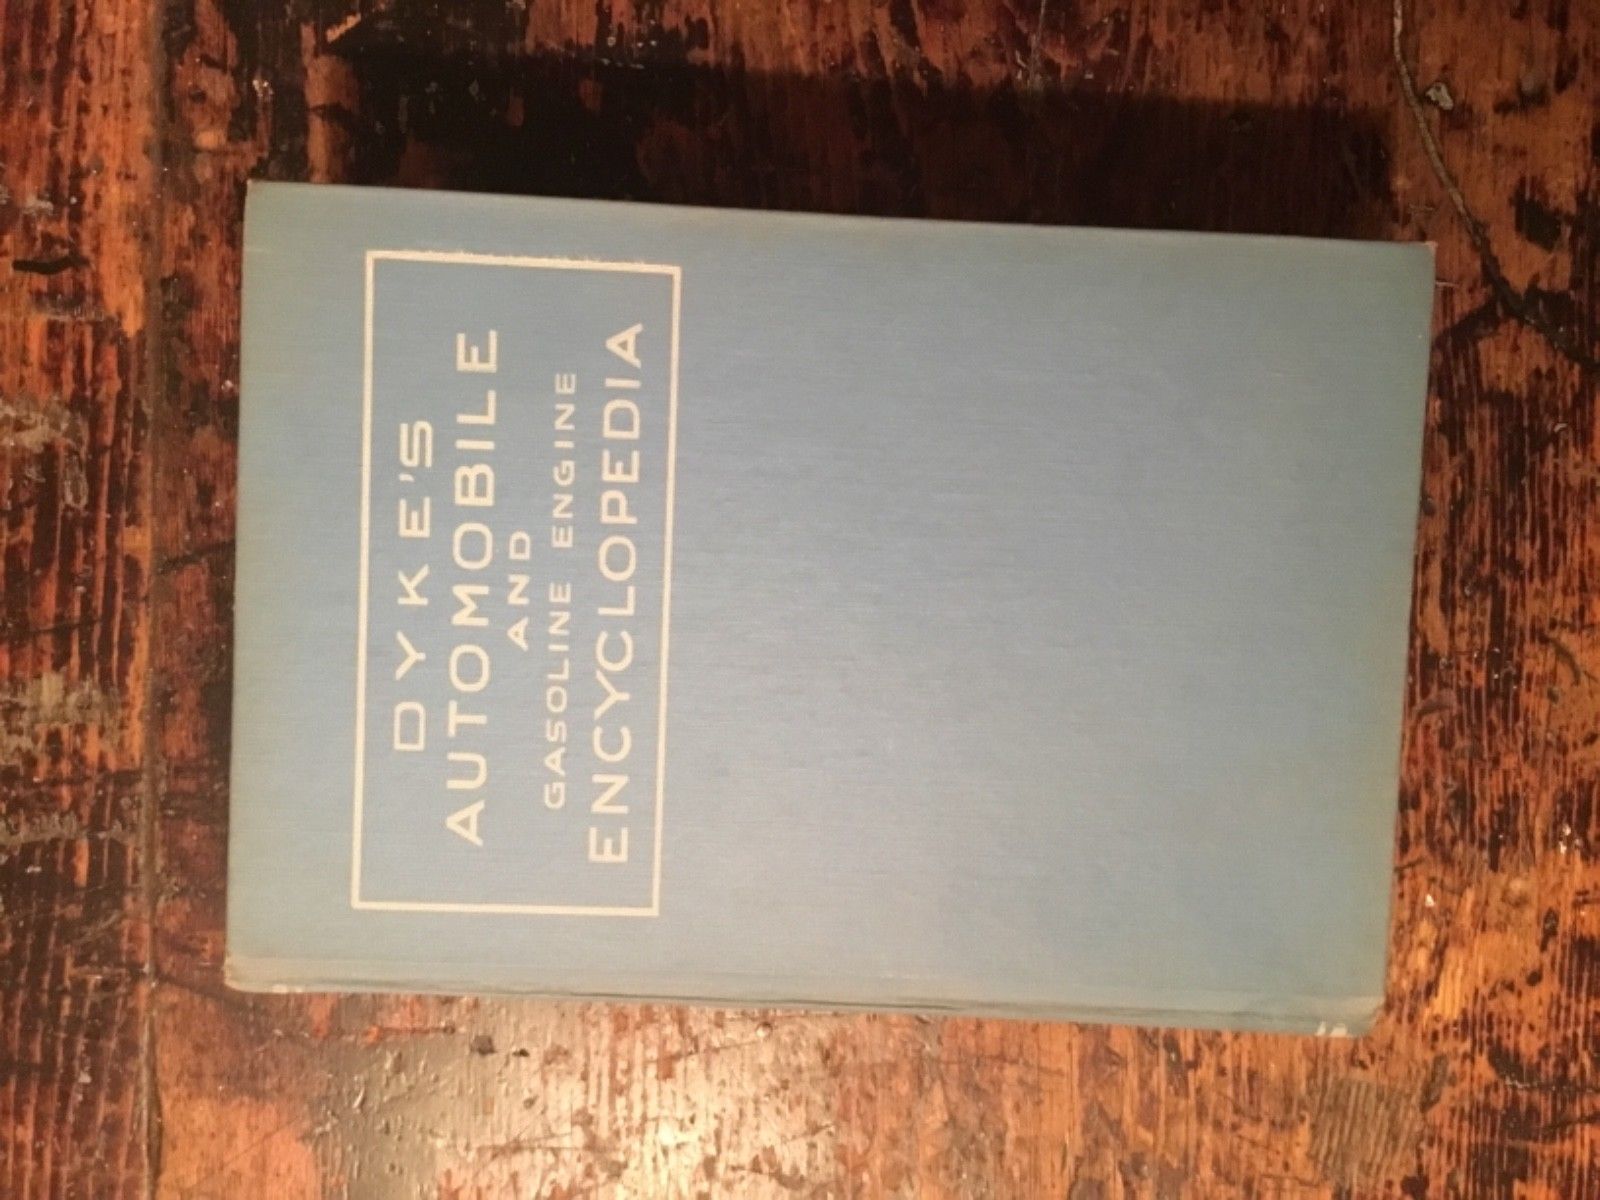 DYKE'S
AUTOMOBILE
AND
GASOLINE ENGINE
ENCYCLOPEDIA